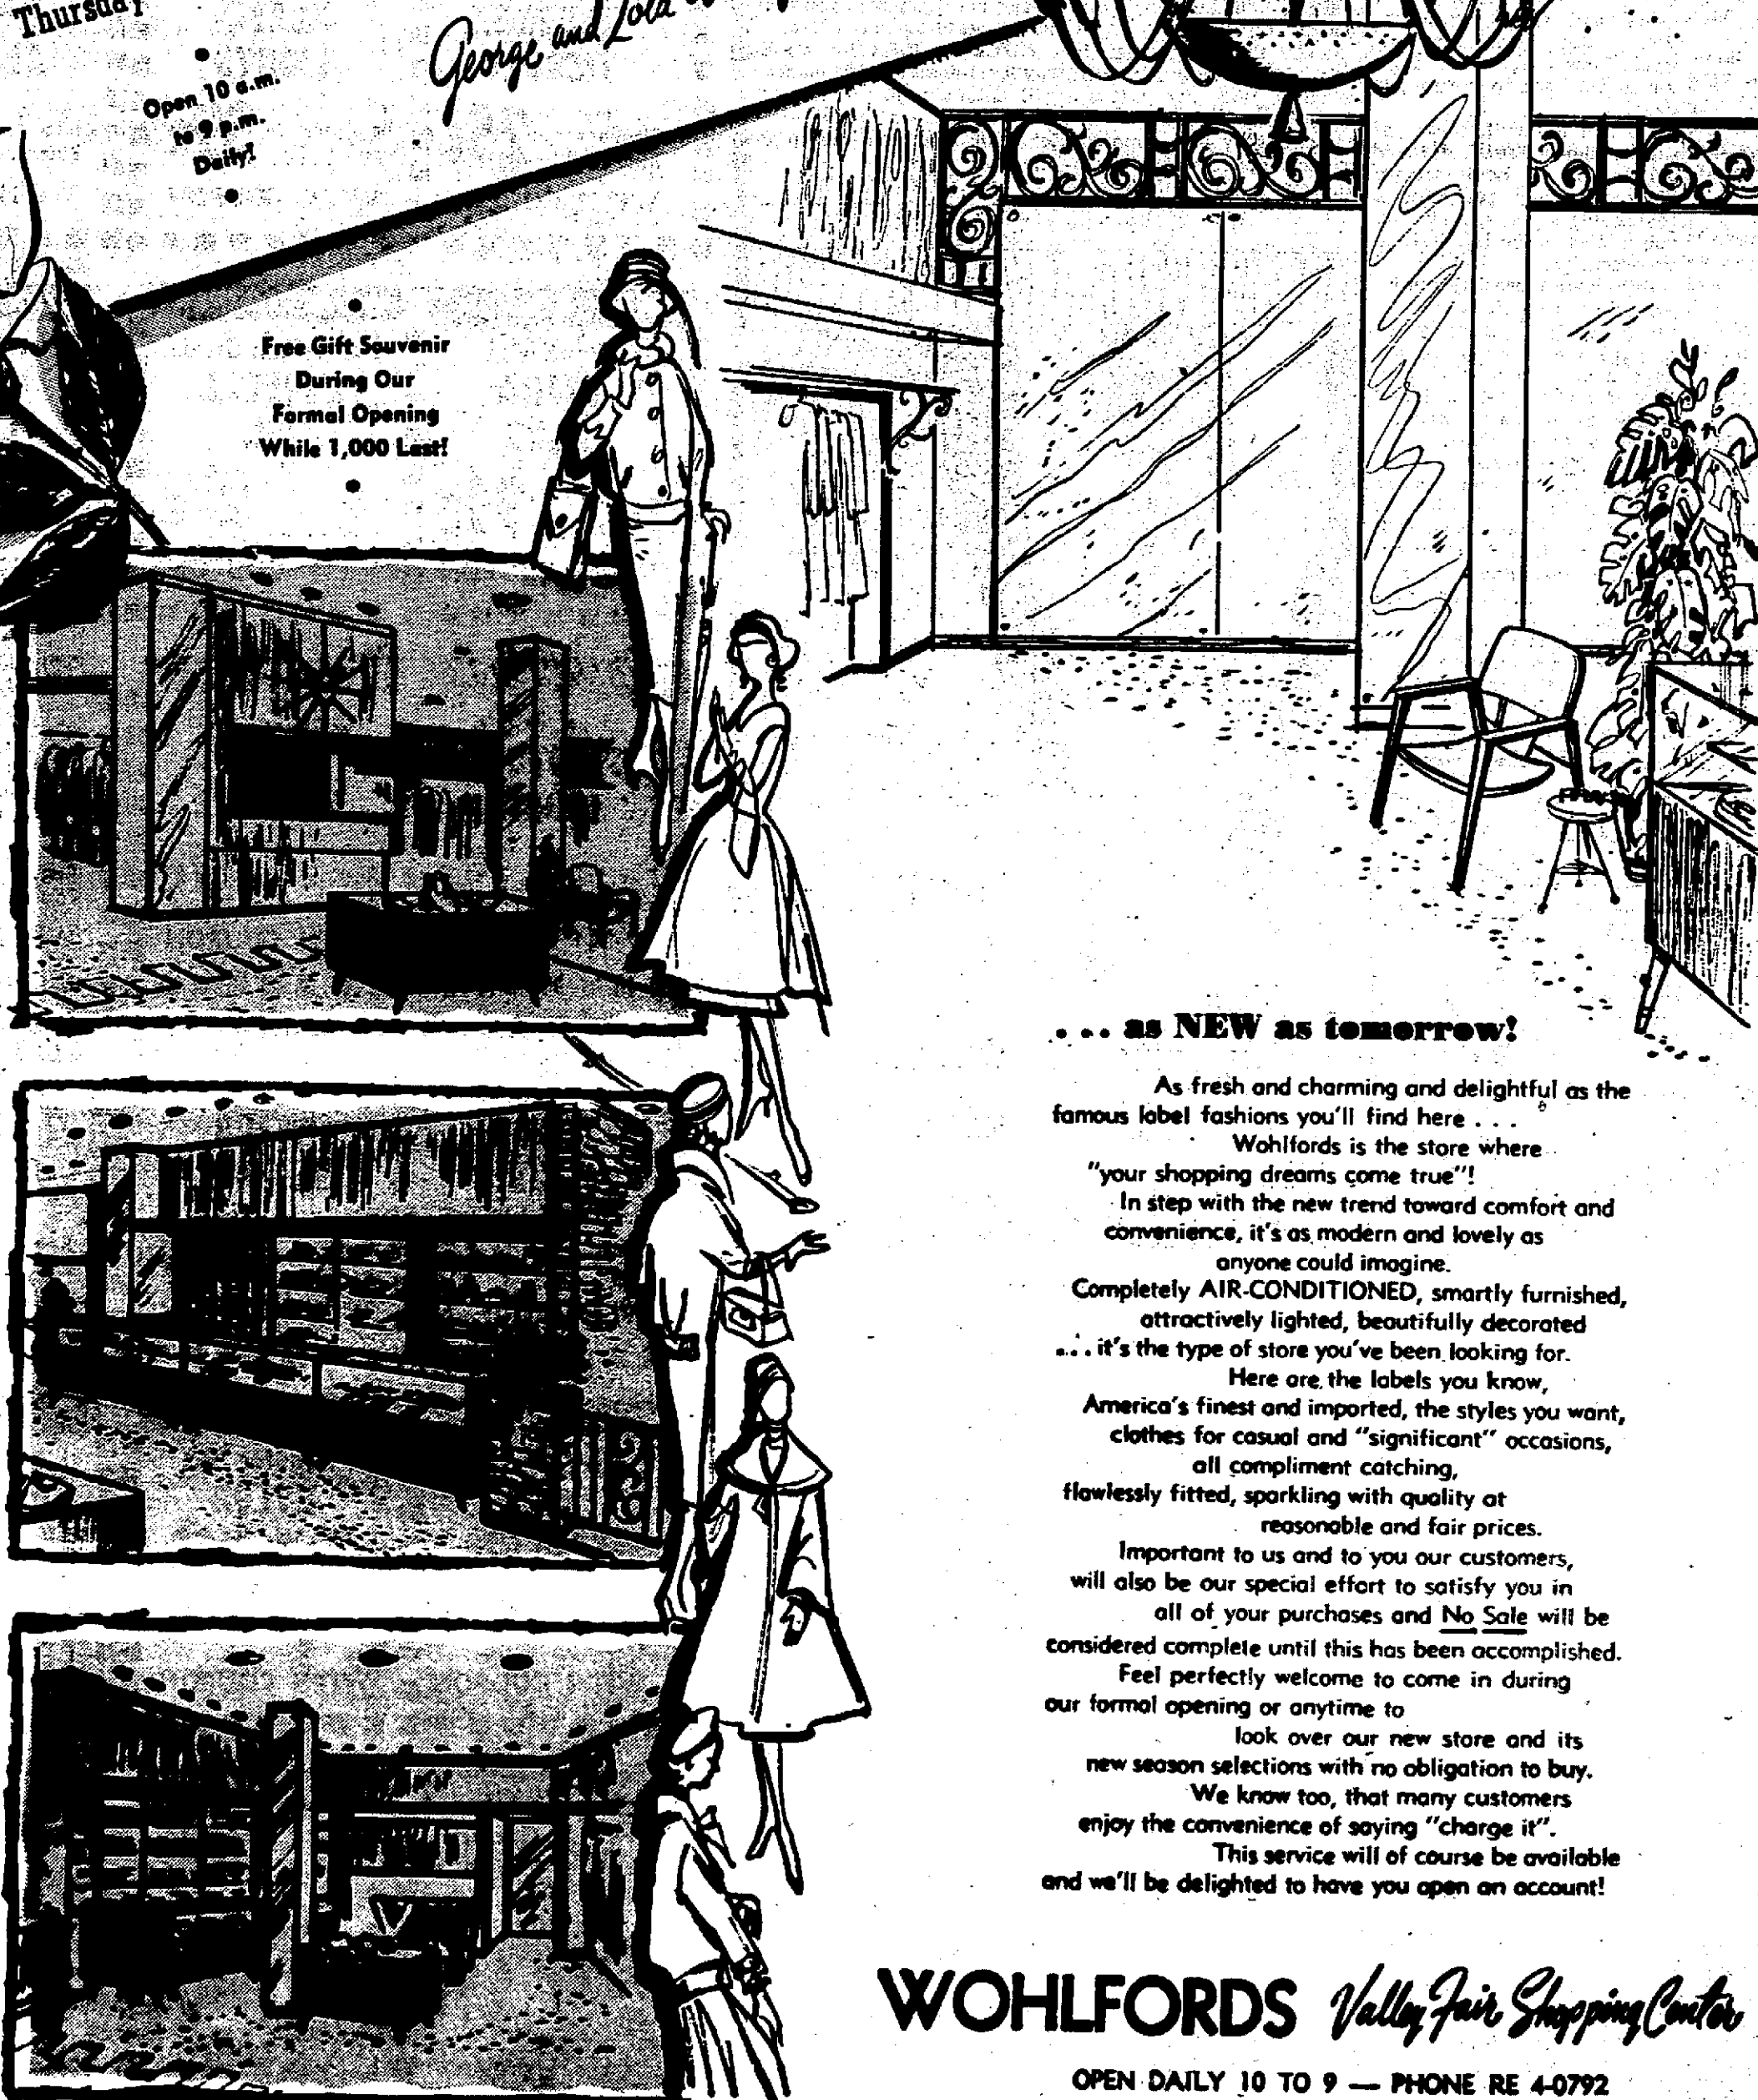 Thursday
George and Lola
Open 10 a.m.
to 9 p.m.
Daily!
Free Gift Souvenir
During Our
Formal Opening
While 1,000 Last!
. . . as NEW as tomorrow!
As fresh and charming and delightful as the
famous label fashions you'll find here . . .
Wohlfords is the store where
"your shopping dreams come true"!
In step with the new trend toward comfort and
convenience, it's as modern and lovely as
anyone could imagine.
Completely AIR-CONDITIONED, smartly furnished,
attractively lighted, beautifully decorated
. . . it's the type of store you've been looking for.
Here are the labels you know,
America's finest and imported, the styles you want,
clothes for casual and "significant" occasions,
all compliment catching,
flawlessly fitted, sparkling with quality at
reasonable and fair prices.
Important to us and to you our customers,
will also be our special effort to satisfy you in
all of your purchases and No Sale will be
considered complete until this has been accomplished.
Feel perfectly welcome to come in during
our formal opening or anytime to
look over our new store and its
new season selections with no obligation to buy.
We know too, that many customers
enjoy the convenience of saying "charge it".
This service will of course be available
and we'll be delighted to have you open an account!
WOHLFORDS Valley Fair Shopping Center
OPEN DAILY 10 TO 9 — PHONE RE 4-0792